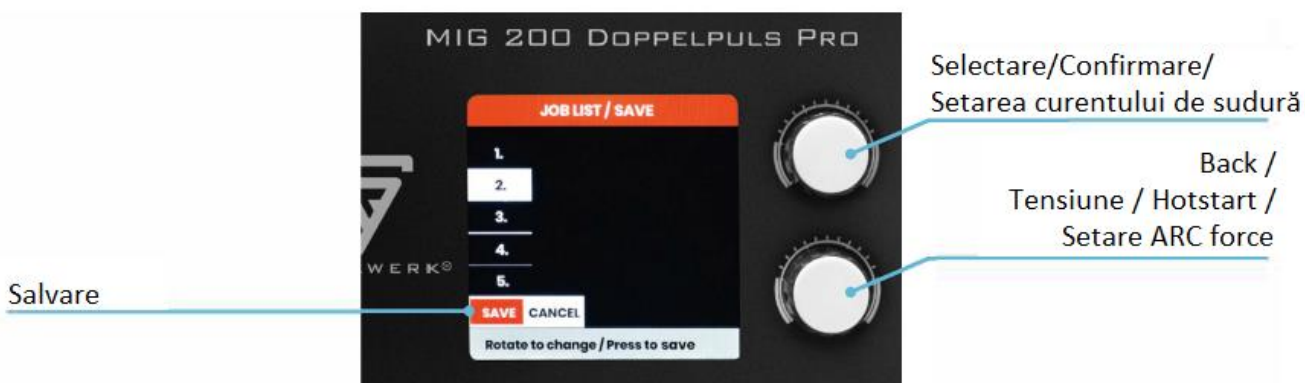 MIG 200 DOPPELPULS PRO
Selectare/Confirmare/
Setarea curentului de sudură
JOB LIST / SAVE
1.
2.
3.
4.
5.
Back /
Tensiune / Hotstart /
Setare ARC force
WERK®
Salvare
SAVE CANCEL
Rotate to change / Press to save